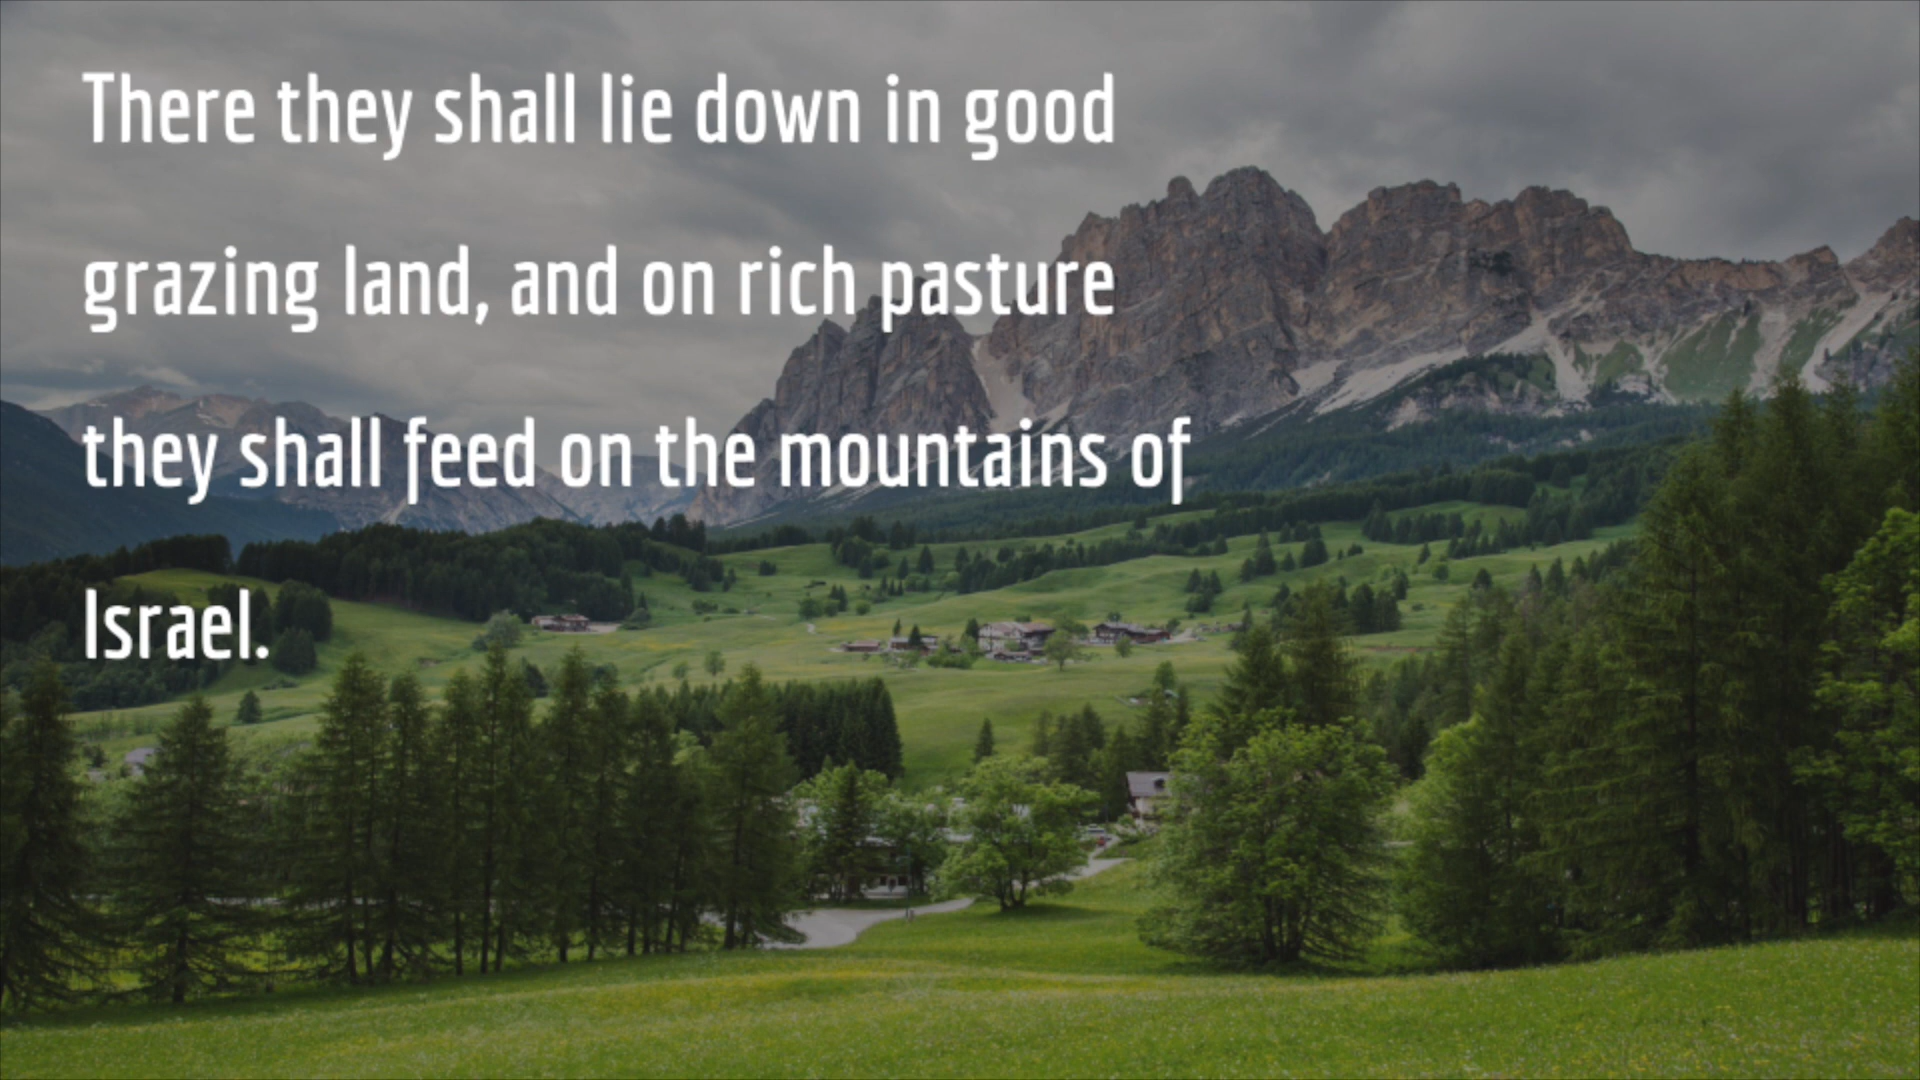 There they shall lie down in good
grazing land, and on rich pasture
they shall feed on the mountains of
Israel.